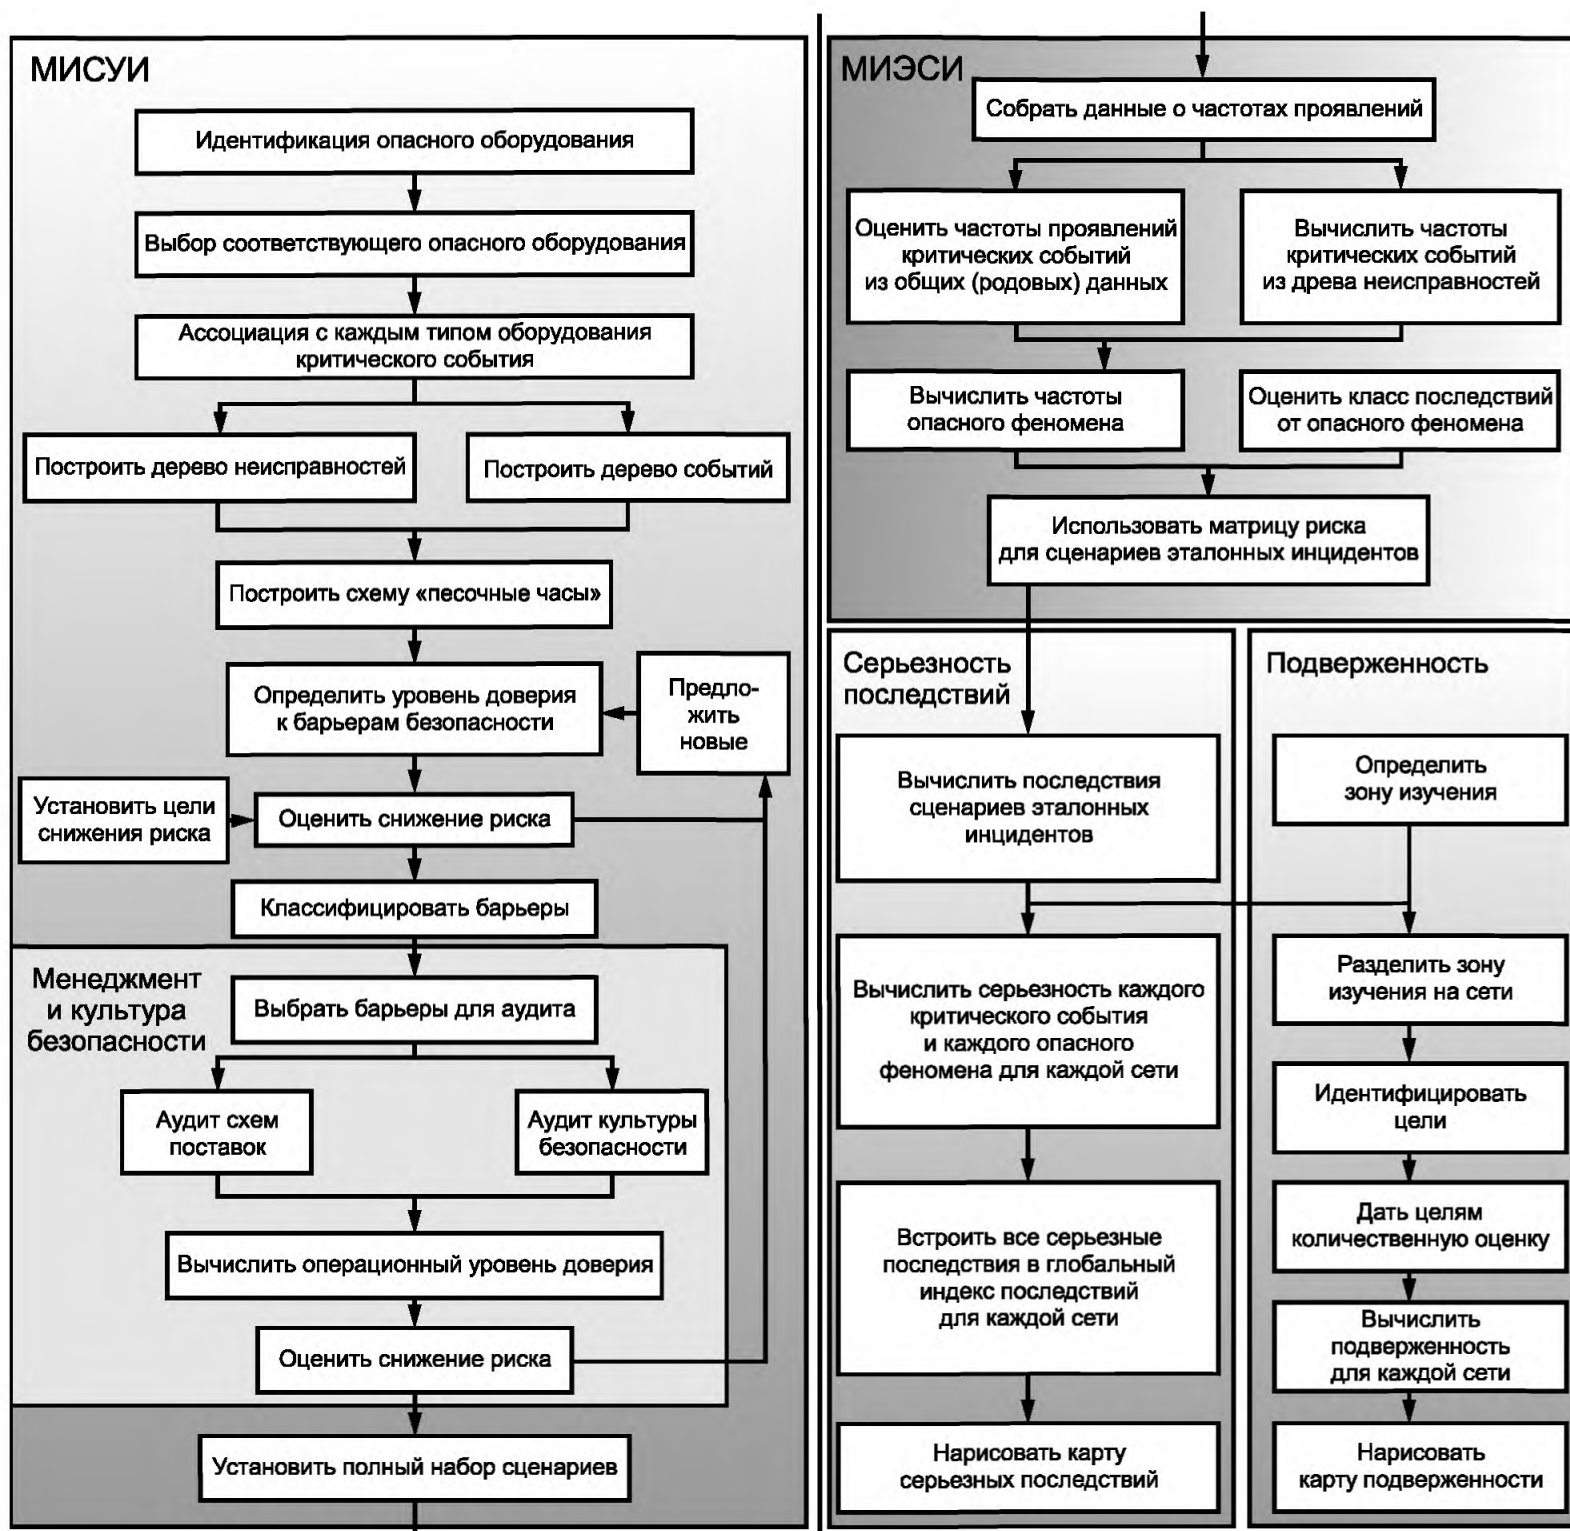 МИСУИ
Идентификация опасного оборудования
Выбор соответствующего опасного оборудования
Ассоциация с каждым типом оборудования
критического события
Построить дерево неисправностей
Построить дерево событий
Построить схему «песочные часы»
Определить уровень доверия
к барьерам безопасности
Предло-
жить
новые
Установить цели
снижения риска
Оценить снижение риска
Классифицировать барьеры
Менеджмент
и культура
безопасности
Выбрать барьеры для аудита
Аудит схем
поставок
Аудит культуры
безопасности
Вычислить операционный уровень доверия
Оценить снижение риска
Установить полный набор сценариев
МИЭСИ
Собрать данные о частотах проявлений
Оценить частоты проявлений
критических событий
из общих (родовых) данных
Вычислить частоты
критических событий
из древа неисправностей
Вычислить частоты
опасного феномена
Оценить класс последствий
от опасного феномена
Использовать матрицу риска
для сценариев эталонных инцидентов
Серьезность
последствий
Вычислить последствия
сценариев эталонных
инцидентов
Вычислить серьезность каждого
критического события
и каждого опасного
феномена для каждой сети
Встроить все серьезные
последствия в глобальный
индекс последствий
для каждой сети
Нарисовать карту
серьезных последствий
Подверженность
Определить
зону изучения
Разделить зону
изучения на сети
Идентифицировать
цели
Дать целям
количественную оценку
Вычислить
подверженность
для каждой сети
Нарисовать
карту подверженности